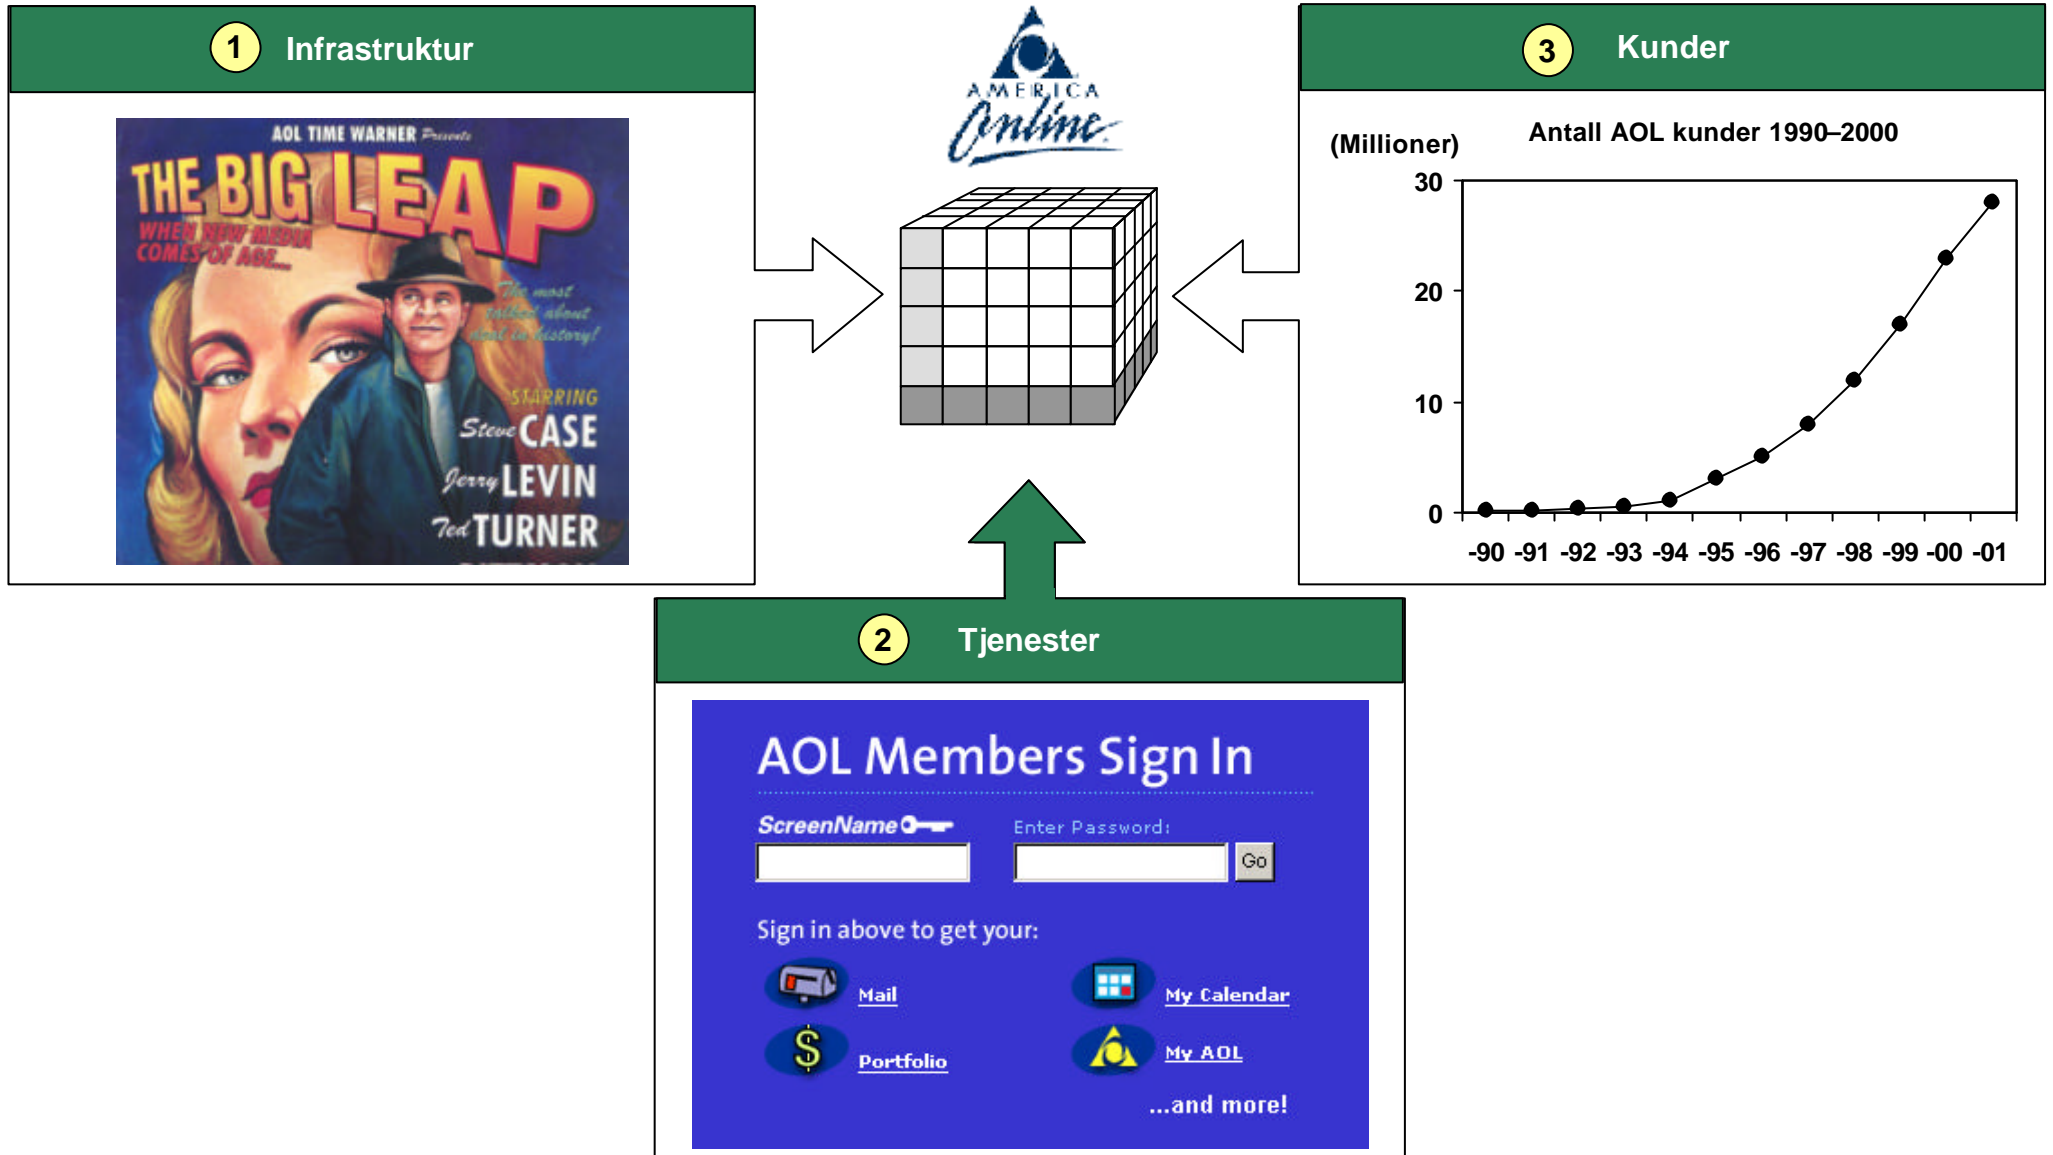 1 Infrastruktur
AOL TIME WARNER Presents
THE BIG LEAP
WHEN NEW MEDIA
COMES OF AGE...
The most
talked about
deal in history!
STARRING
Steve CASE
Jerry LEVIN
Ted TURNER
AMERICA
Online
3 Kunder
Antall AOL kunder 1990–2000
(Millioner)
30
20
10
0
-90 -91 -92 -93 -94 -95 -96 -97 -98 -99 -00 -01
2 Tjenester
AOL Members Sign In
ScreenName
Enter Password:
Go
Sign in above to get your:
Mail
My Calendar
Portfolio
My AOL
...and more!